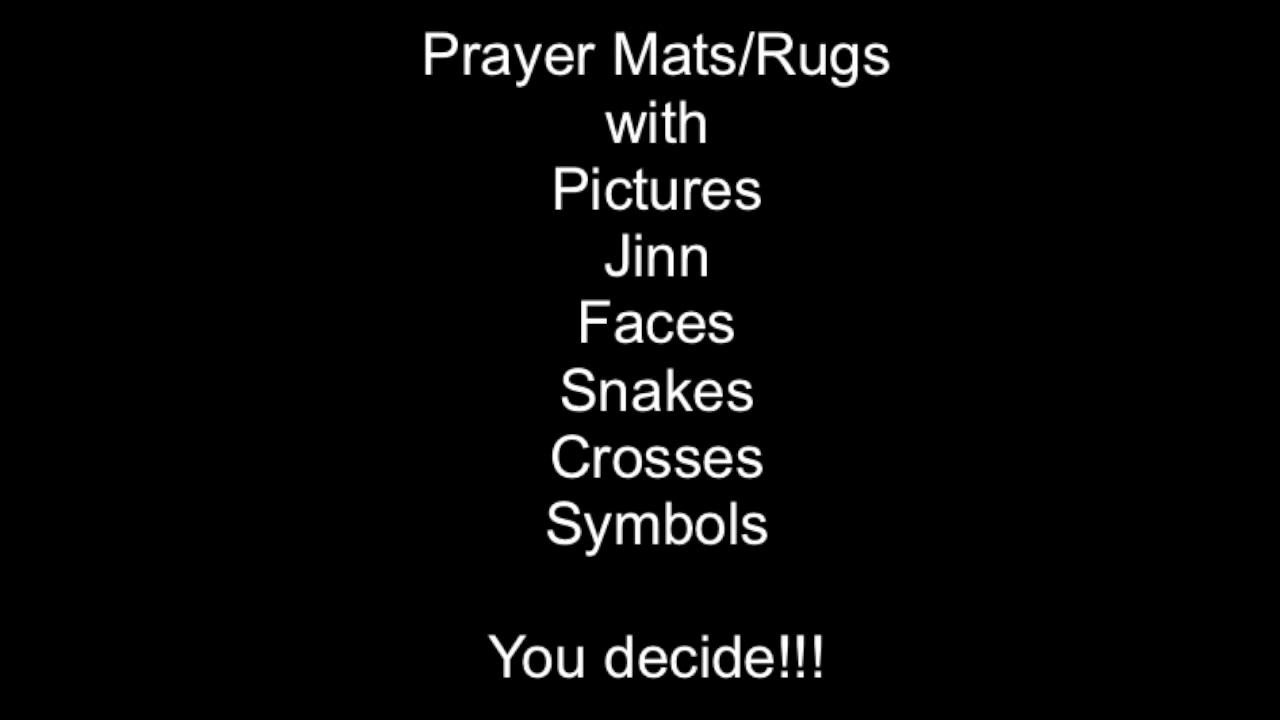 Prayer Mats/Rugs
with
Pictures
Jinn
Faces
Snakes
Crosses
Symbols
You decide!!!